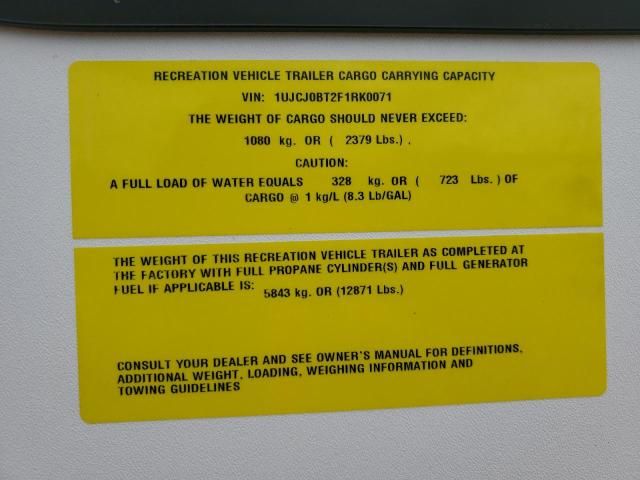 RECREATION VEHICLE TRAILER CARGO CARRYING CAPACITY
VIN: 1UJCJ0BT2F1RK0071
THE WEIGHT OF CARGO SHOULD NEVER EXCEED:
1080 kg. OR ( 2379 Lbs.) .
CAUTION:
A FULL LOAD OF WATER EQUALS 328 kg. OR ( 723 Lbs. ) OF
CARGO @ 1 kg/L (8.3 Lb/GAL)
THE WEIGHT OF THIS RECREATION VEHICLE TRAILER AS COMPLETED AT
THE FACTORY WITH FULL PROPANE CYLINDER(S) AND FULL GENERATOR
FUEL IF APPLICABLE IS: 5843 kg. OR (12871 Lbs.)
CONSULT YOUR DEALER AND SEE OWNER'S MANUAL FOR DEFINITIONS,
ADDITIONAL WEIGHT, LOADING, WEIGHING INFORMATION AND
TOWING GUIDELINES